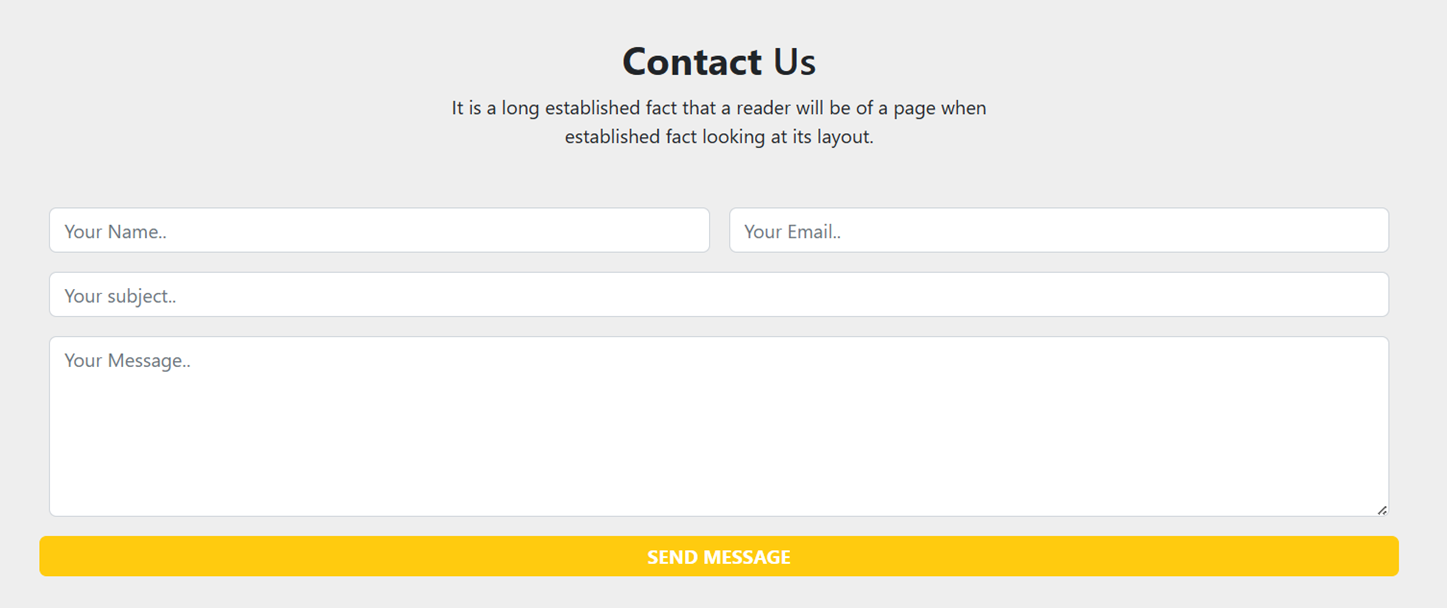 Contact Us
It is a long established fact that a reader will be of a page when
established fact looking at its layout.
Your Name..
Your Email..
Your subject..
Your Message..
SEND MESSAGE